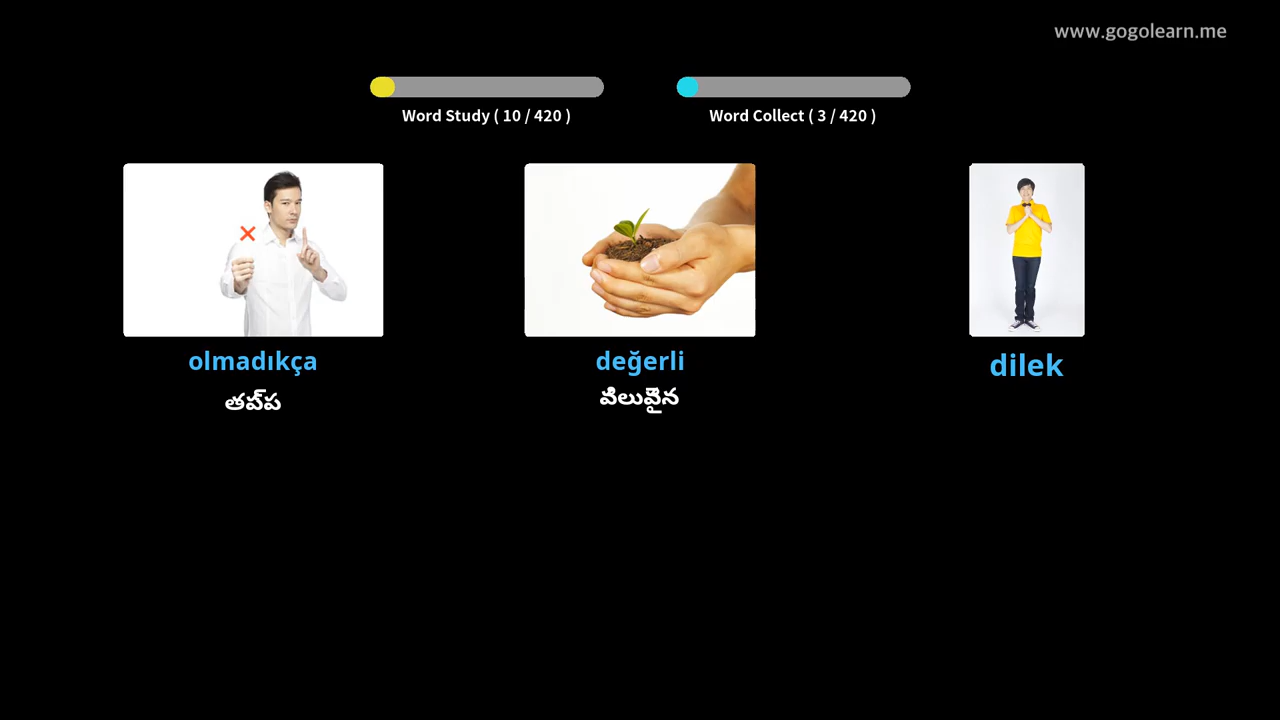 www.gogolearn.me
Word Study ( 10 / 420 )
Word Collect ( 3 / 420 )
olmadıkça
తప్ప
değerli
విలువైన
dilek